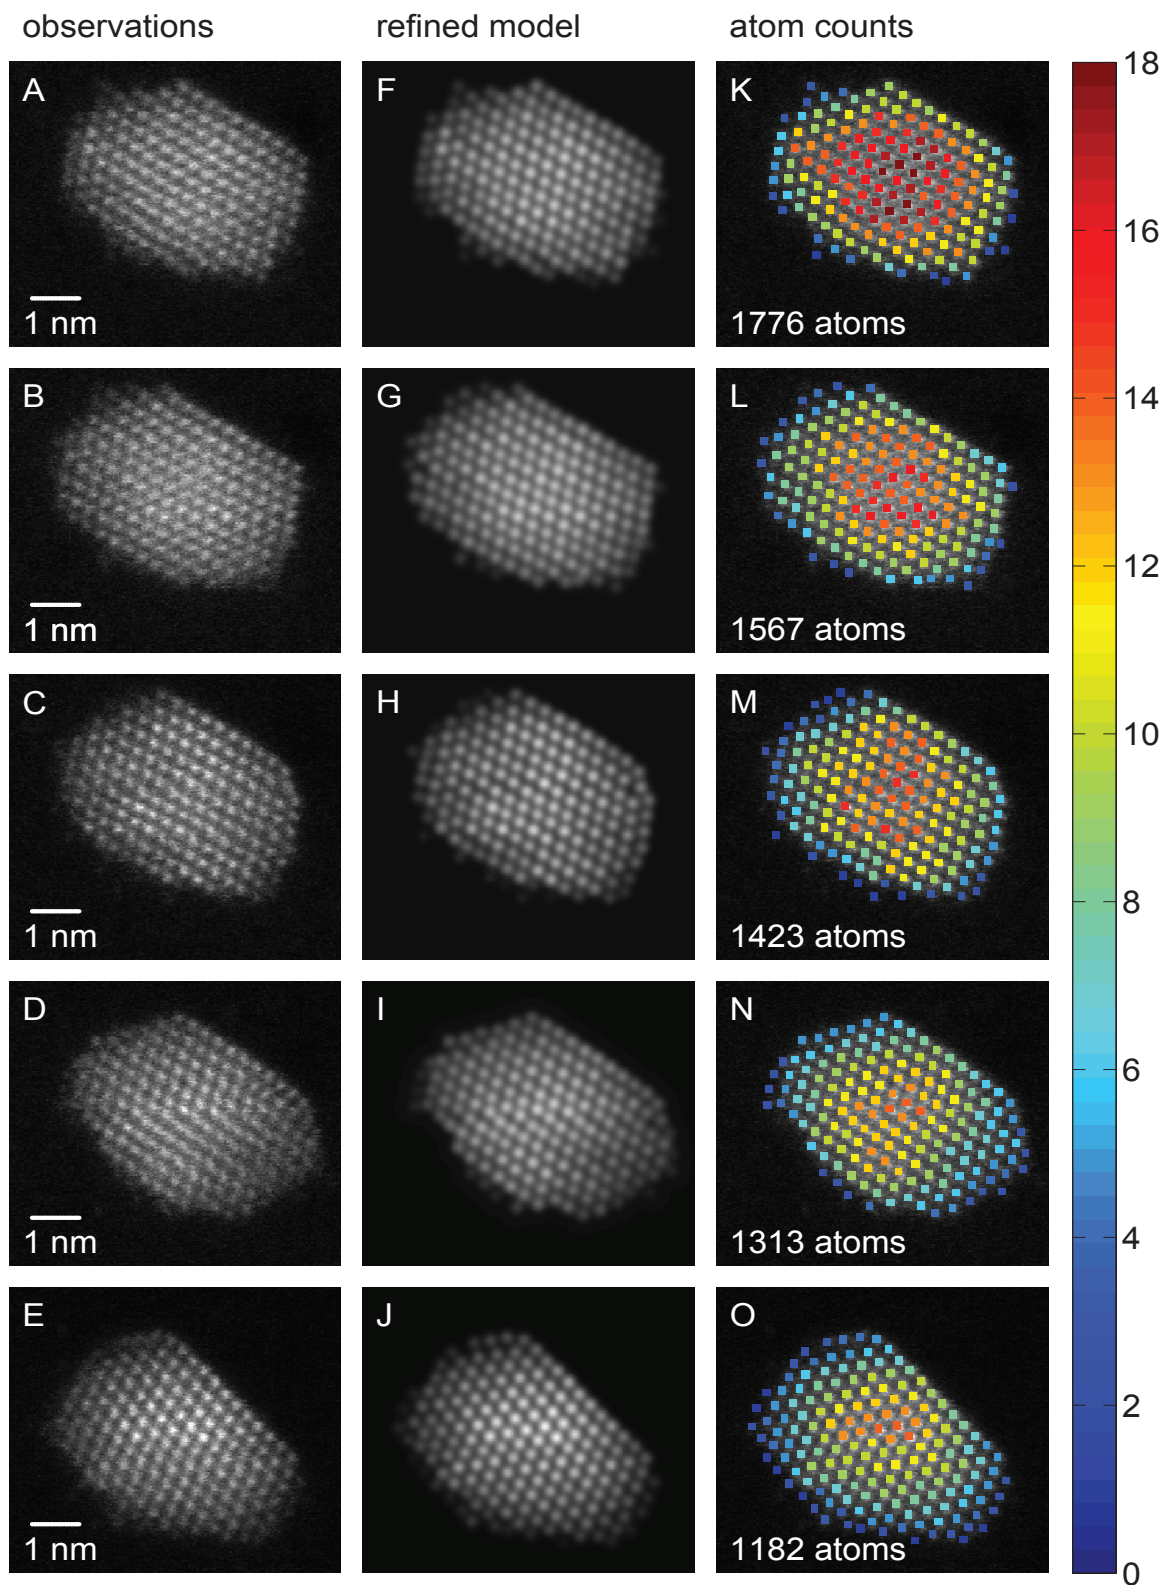 observations refined model atom counts
A F K 18
16
1 nm 1776 atoms
B G L 14
12
1 nm 1567 atoms
C H M 10
8
1 nm 1423 atoms
D I N
6
4
1 nm 1313 atoms
E J O
2
1 nm 1182 atoms
0